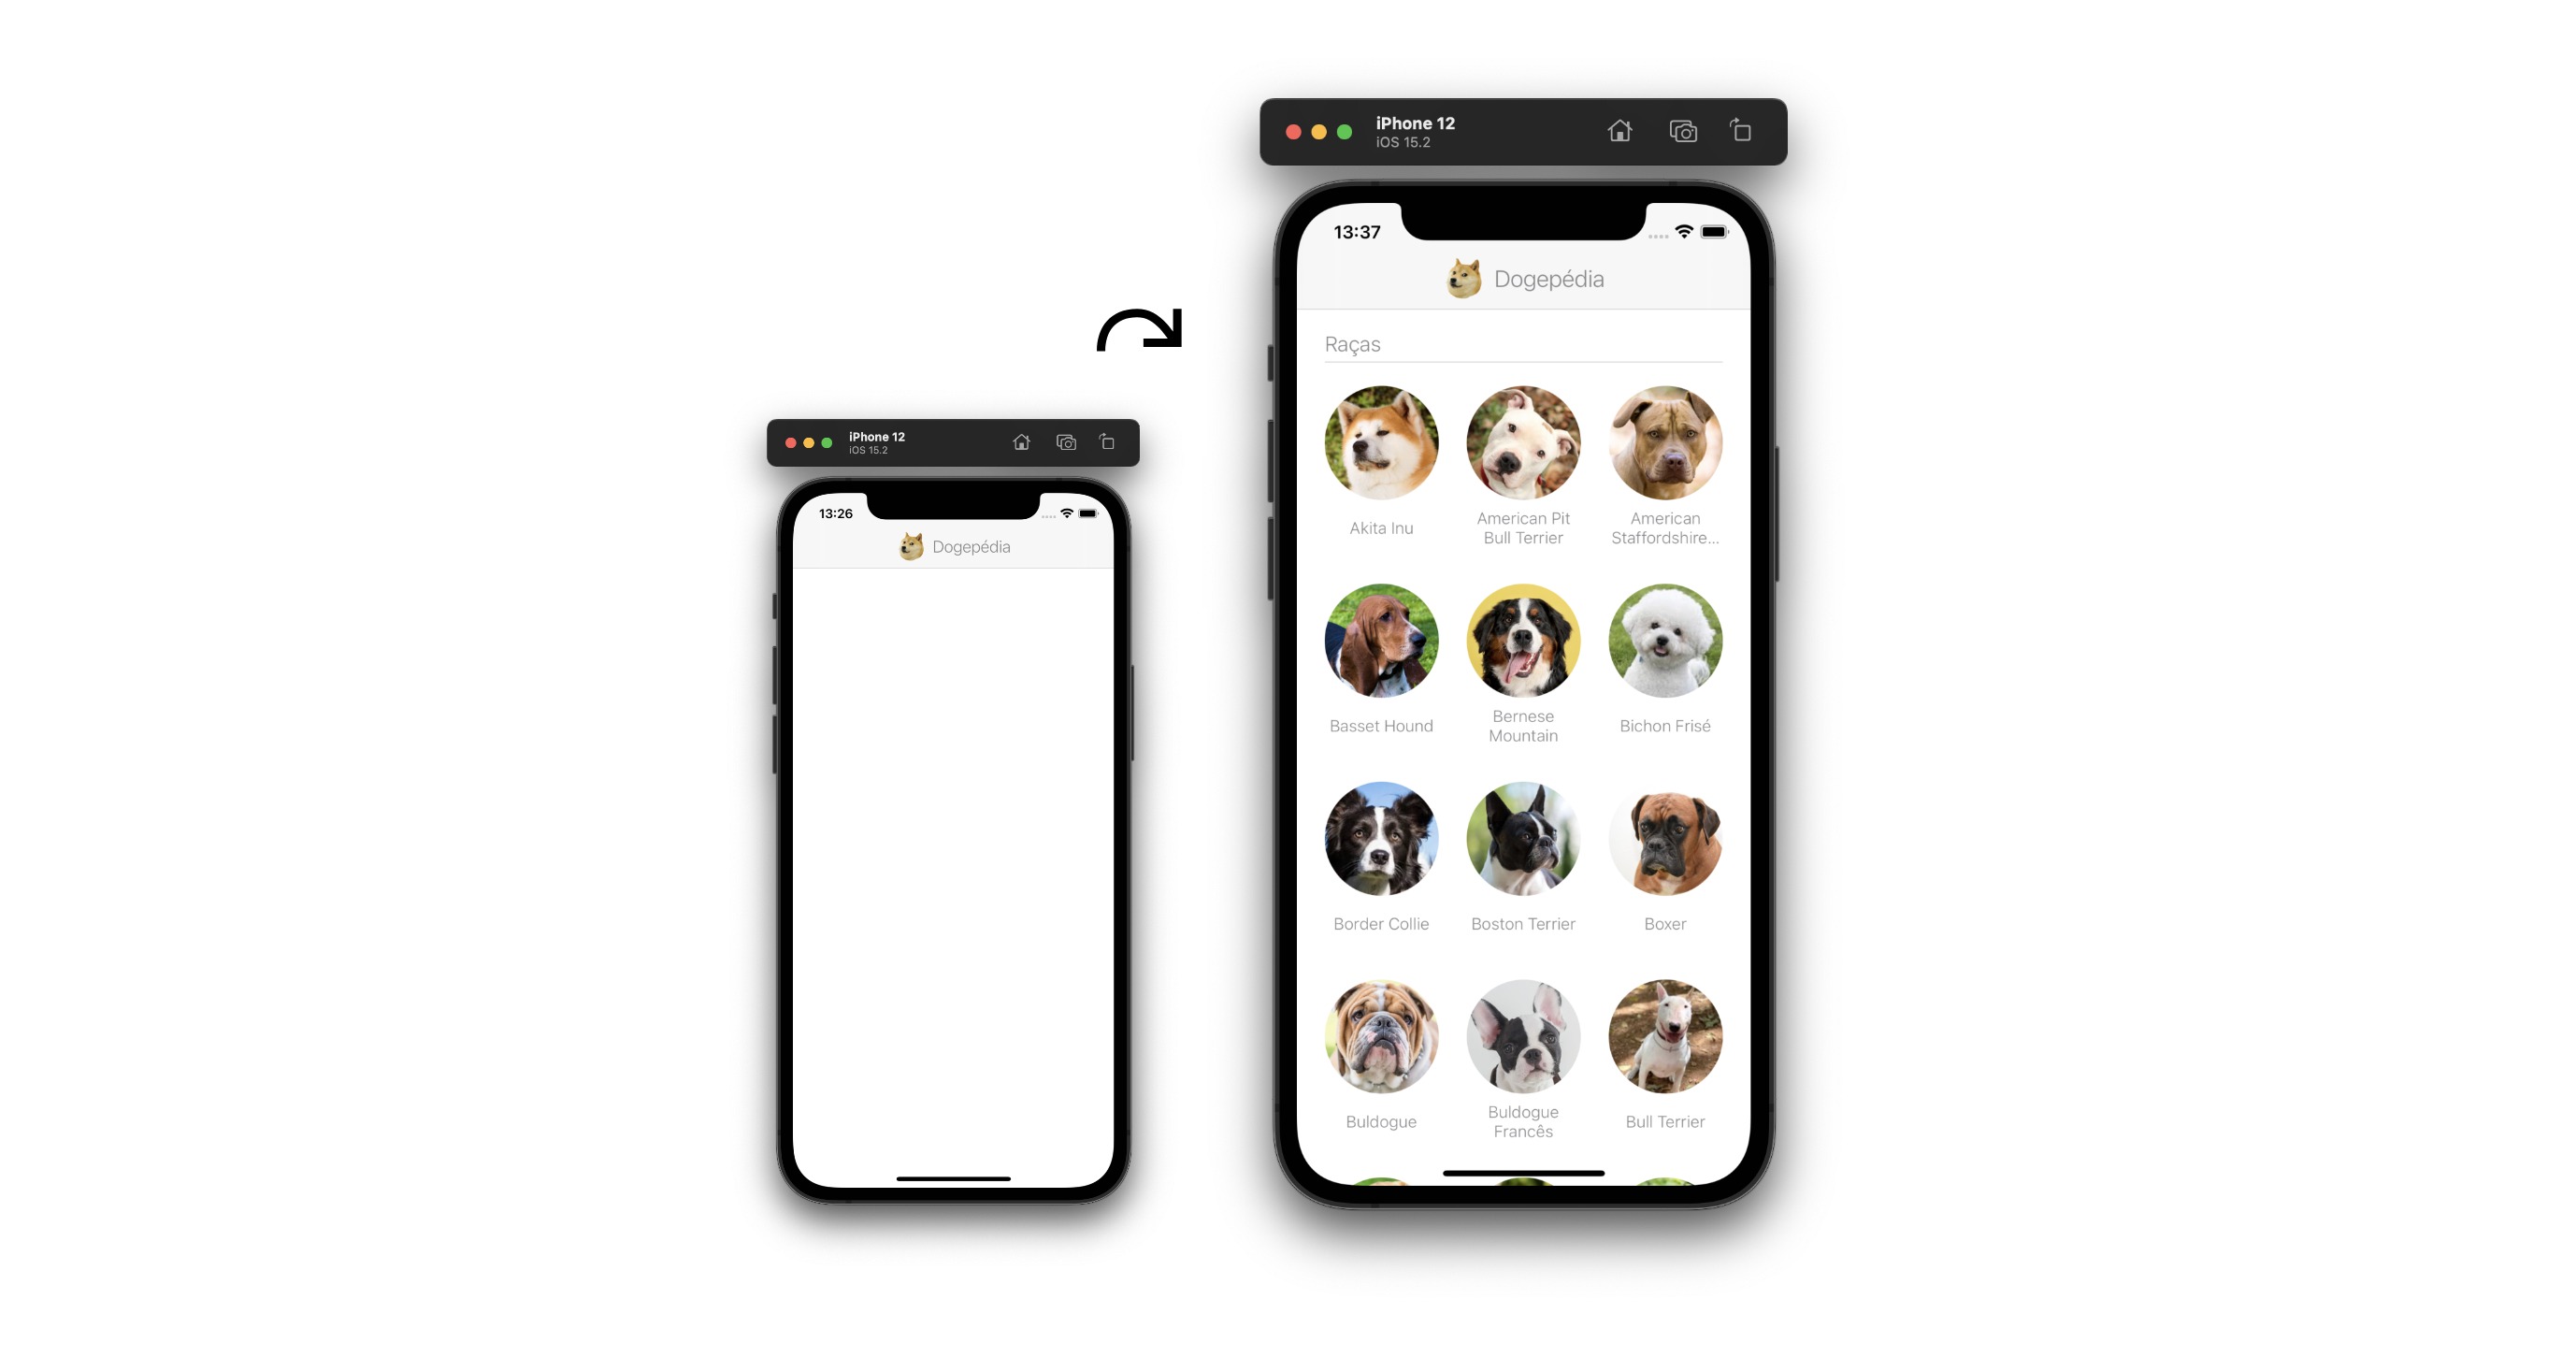 iPhone 12
iOS 15.2
13:26
Dogepédia
iPhone 12
iOS 15.2
13:37
Dogepédia
Raças
Akita Inu
American Pit
Bull Terrier
American
Staffordshire...
Basset Hound
Bernese
Mountain
Bichon Frisé
Border Collie
Boston Terrier
Boxer
Buldogue
Buldogue
Francês
Bull Terrier